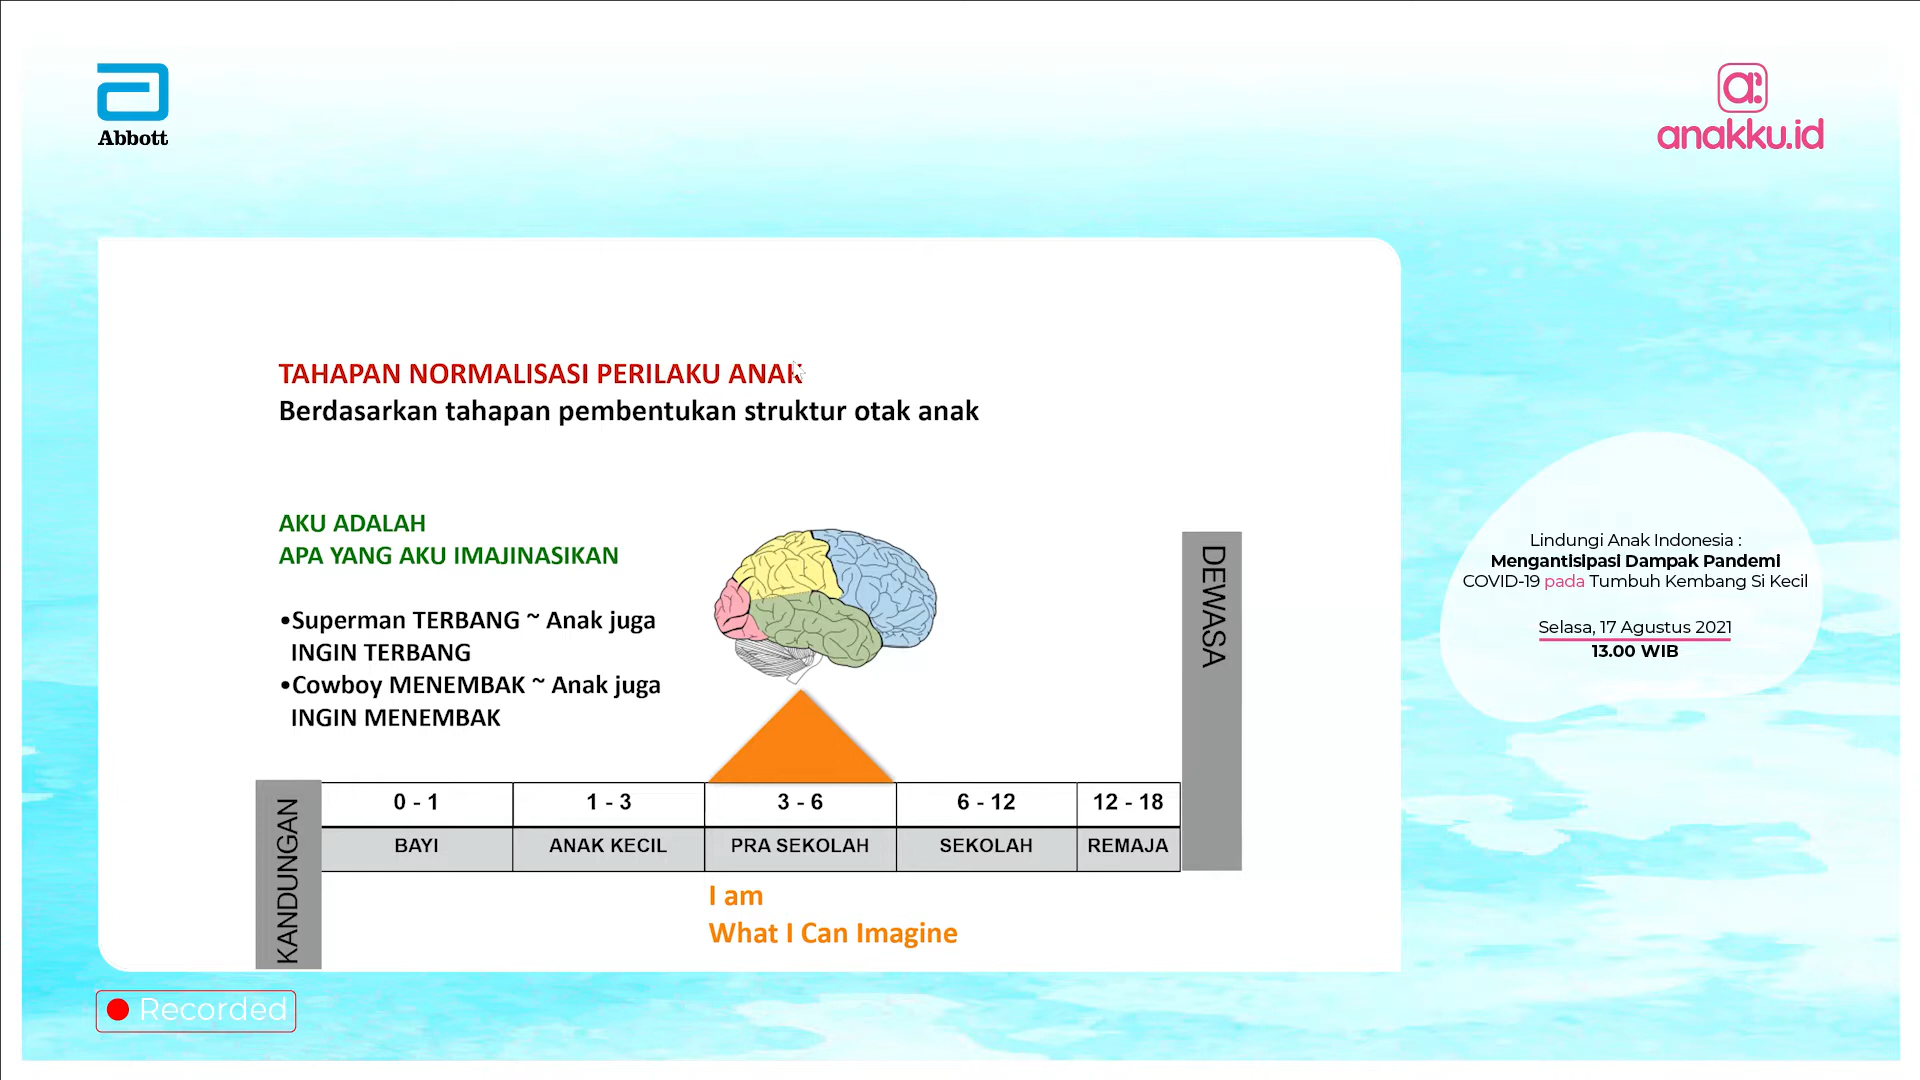 Abbott
anakku.id
TAHAPAN NORMALISASI PERILAKU ANAK
Berdasarkan tahapan pembentukan struktur otak anak
AKU ADALAH
APA YANG AKU IMAJINASIKAN
•Superman TERBANG ~ Anak juga
INGIN TERBANG
•Cowboy MENEMBAK ~ Anak juga
INGIN MENEMBAK
DEWASA
KANDUNGAN
0 - 1
1 - 3
3 - 6
6 - 12
12 - 18
BAYI
ANAK KECIL
PRA SEKOLAH
SEKOLAH
REMAJA
I am
What I Can Imagine
Lindungi Anak Indonesia :
Mengantisipasi Dampak Pandemi
COVID-19 pada Tumbuh Kembang Si Kecil
Selasa, 17 Agustus 2021
13.00 WIB
Recorded